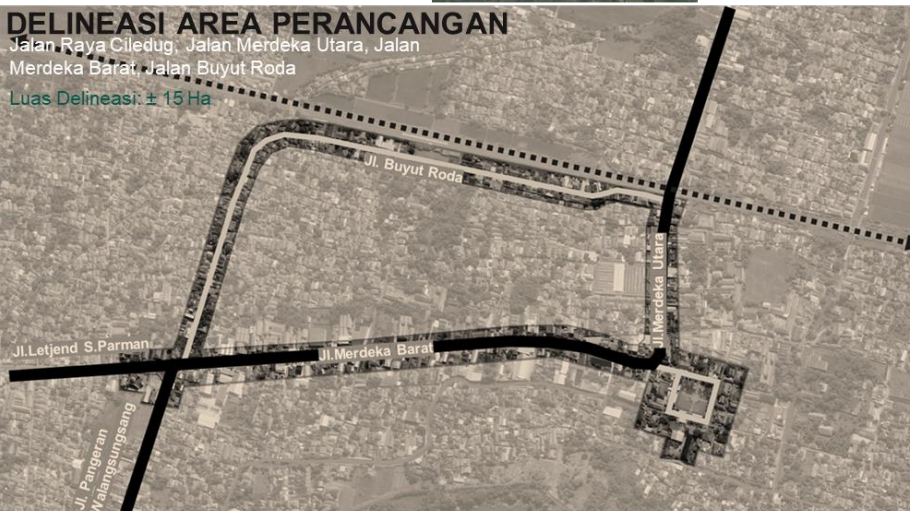 DELINEASI AREA PERANCANGAN
Jalan Raya Ciledug, Jalan Merdeka Utara, Jalan
Merdeka Barat, Jalan Buyut Roda
Luas Delineasi: ± 15 Ha
Jl. Buyut Roda
Jl.Merdeka Utara
Jl.Letjend S.Parman
Jl.Merdeka Barat
Jl. Pangeran
Walangsungsang